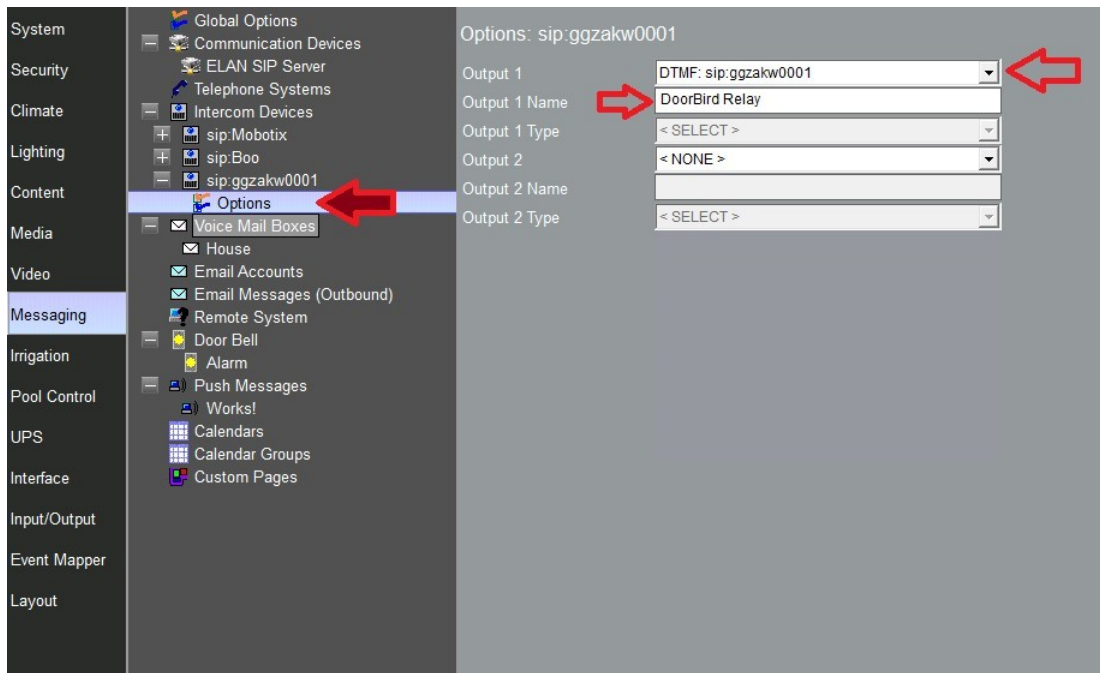 System
Security
Climate
Lighting
Content
Media
Video
Messaging
Irrigation
Pool Control
UPS
Interface
Input/Output
Event Mapper
Layout
Global Options
Communication Devices
ELAN SIP Server
Telephone Systems
Intercom Devices
sip:Mobotix
sip:Boo
sip:ggzakw0001
Options
Voice Mail Boxes
House
Email Accounts
Email Messages (Outbound)
Remote System
Door Bell
Alarm
Push Messages
Works!
Calendars
Calendar Groups
Custom Pages
Options: sip:ggzakw0001
Output 1 DTMF: sip:ggzakw0001
Output 1 Name DoorBird Relay
Output 1 Type < SELECT >
Output 2 < NONE >
Output 2 Name
Output 2 Type < SELECT >